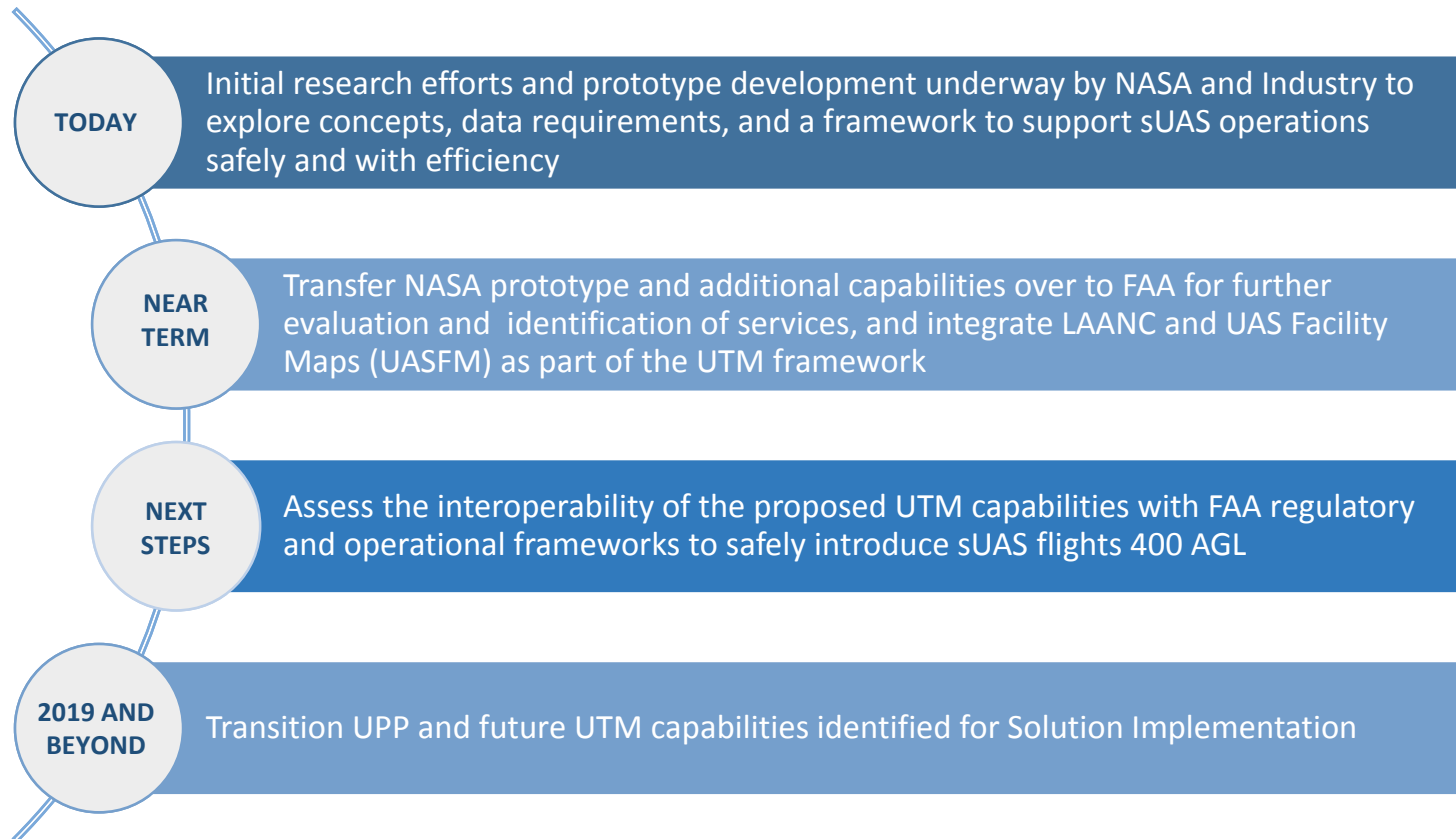 TODAY
Initial research efforts and prototype development underway by NASA and Industry to
explore concepts, data requirements, and a framework to support sUAS operations
safely and with efficiency
NEAR
TERM
Transfer NASA prototype and additional capabilities over to FAA for further
evaluation and  identification of services, and integrate LAANC and UAS Facility
Maps (UASFM) as part of the UTM framework
NEXT
STEPS
Assess the interoperability of the proposed UTM capabilities with FAA regulatory
and operational frameworks to safely introduce sUAS flights 400 AGL
2019 AND
BEYOND
Transition UPP and future UTM capabilities identified for Solution Implementation